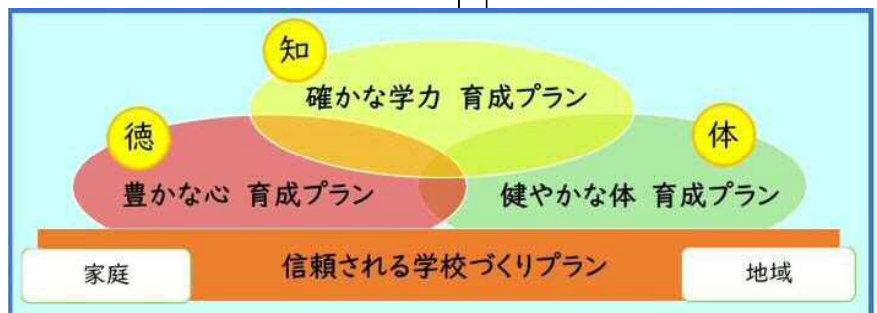 知
確かな学力 育成プラン
徳
体
豊かな心 育成プラン
健やかな体 育成プラン
信頼される学校づくりプラン
家庭
地域